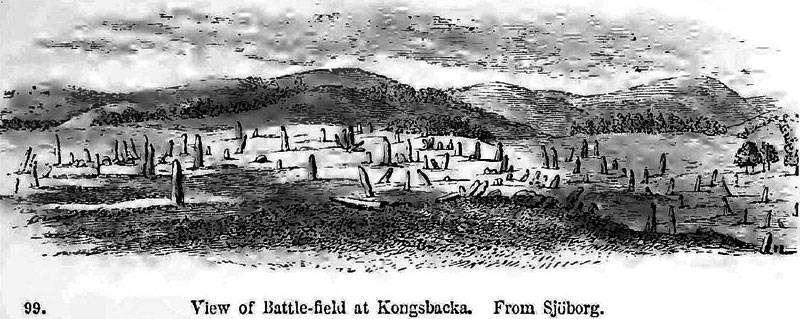 99. View of Battle-field at Kongsbacka. From Sjöborg.